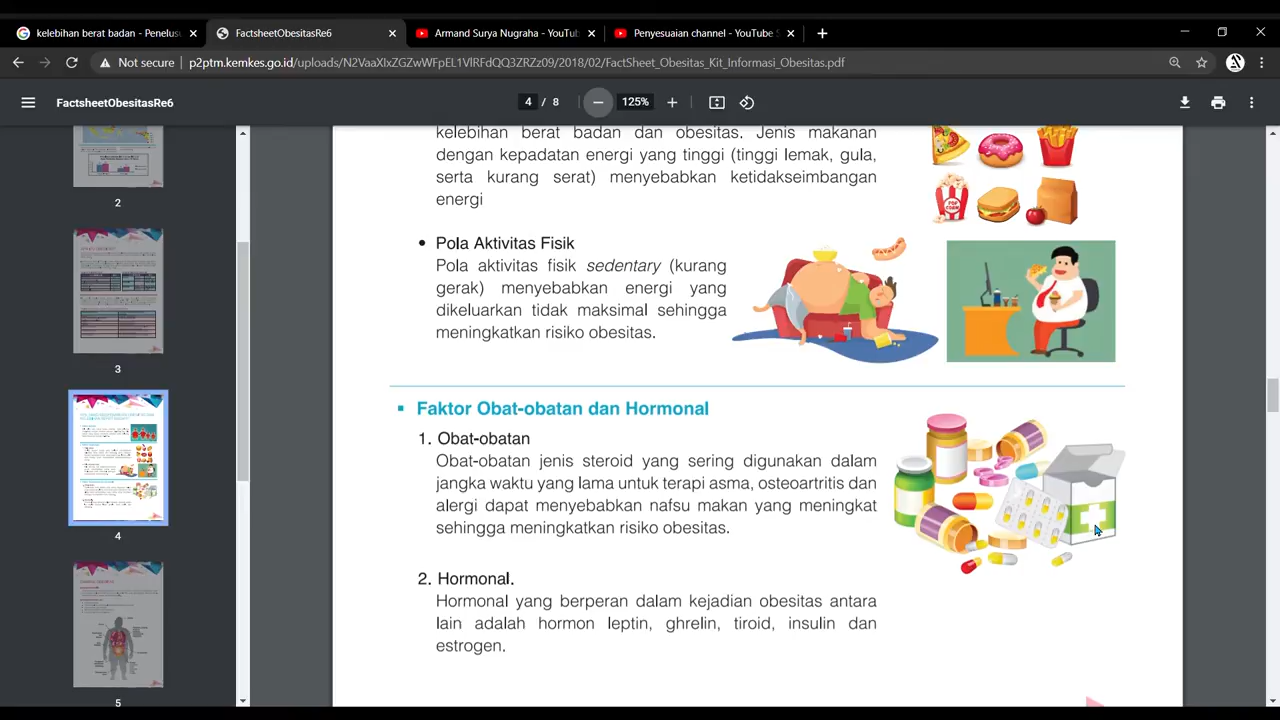 kelebihan berat badan - Penelus
FactsheetObesitasRe6
Armand Surya Nugraha - YouTu
Penyesuaian channel - YouTube S
Not secure
p2ptm.kemkes.go.id/uploads/N2VaaXlxZGZwWFpEL1VlRFdQQ3ZRZz09/2018/02/FactSheet_Obesitas_Kit_Informasi_Obesitas.pdf
FactsheetObesitasRe6
4 / 8
125%
kelebihan berat badan dan obesitas. Jenis makanan
dengan kepadatan energi yang tinggi (tinggi lemak, gula,
serta kurang serat) menyebabkan ketidakseimbangan
energi
POP CORN
• Pola Aktivitas Fisik
Pola aktivitas fisik sedentary (kurang
gerak) menyebabkan energi yang
dikeluarkan tidak maksimal sehingga
meningkatkan risiko obesitas.
Faktor Obat-obatan dan Hormonal
1. Obat-obatan
Obat-obatan jenis steroid yang sering digunakan dalam
jangka waktu yang lama untuk terapi asma, osteoartritis dan
alergi dapat menyebabkan nafsu makan yang meningkat
sehingga meningkatkan risiko obesitas.
2. Hormonal.
Hormonal yang berperan dalam kejadian obesitas antara
lain adalah hormon leptin, ghrelin, tiroid, insulin dan
estrogen.
2
3
4
5